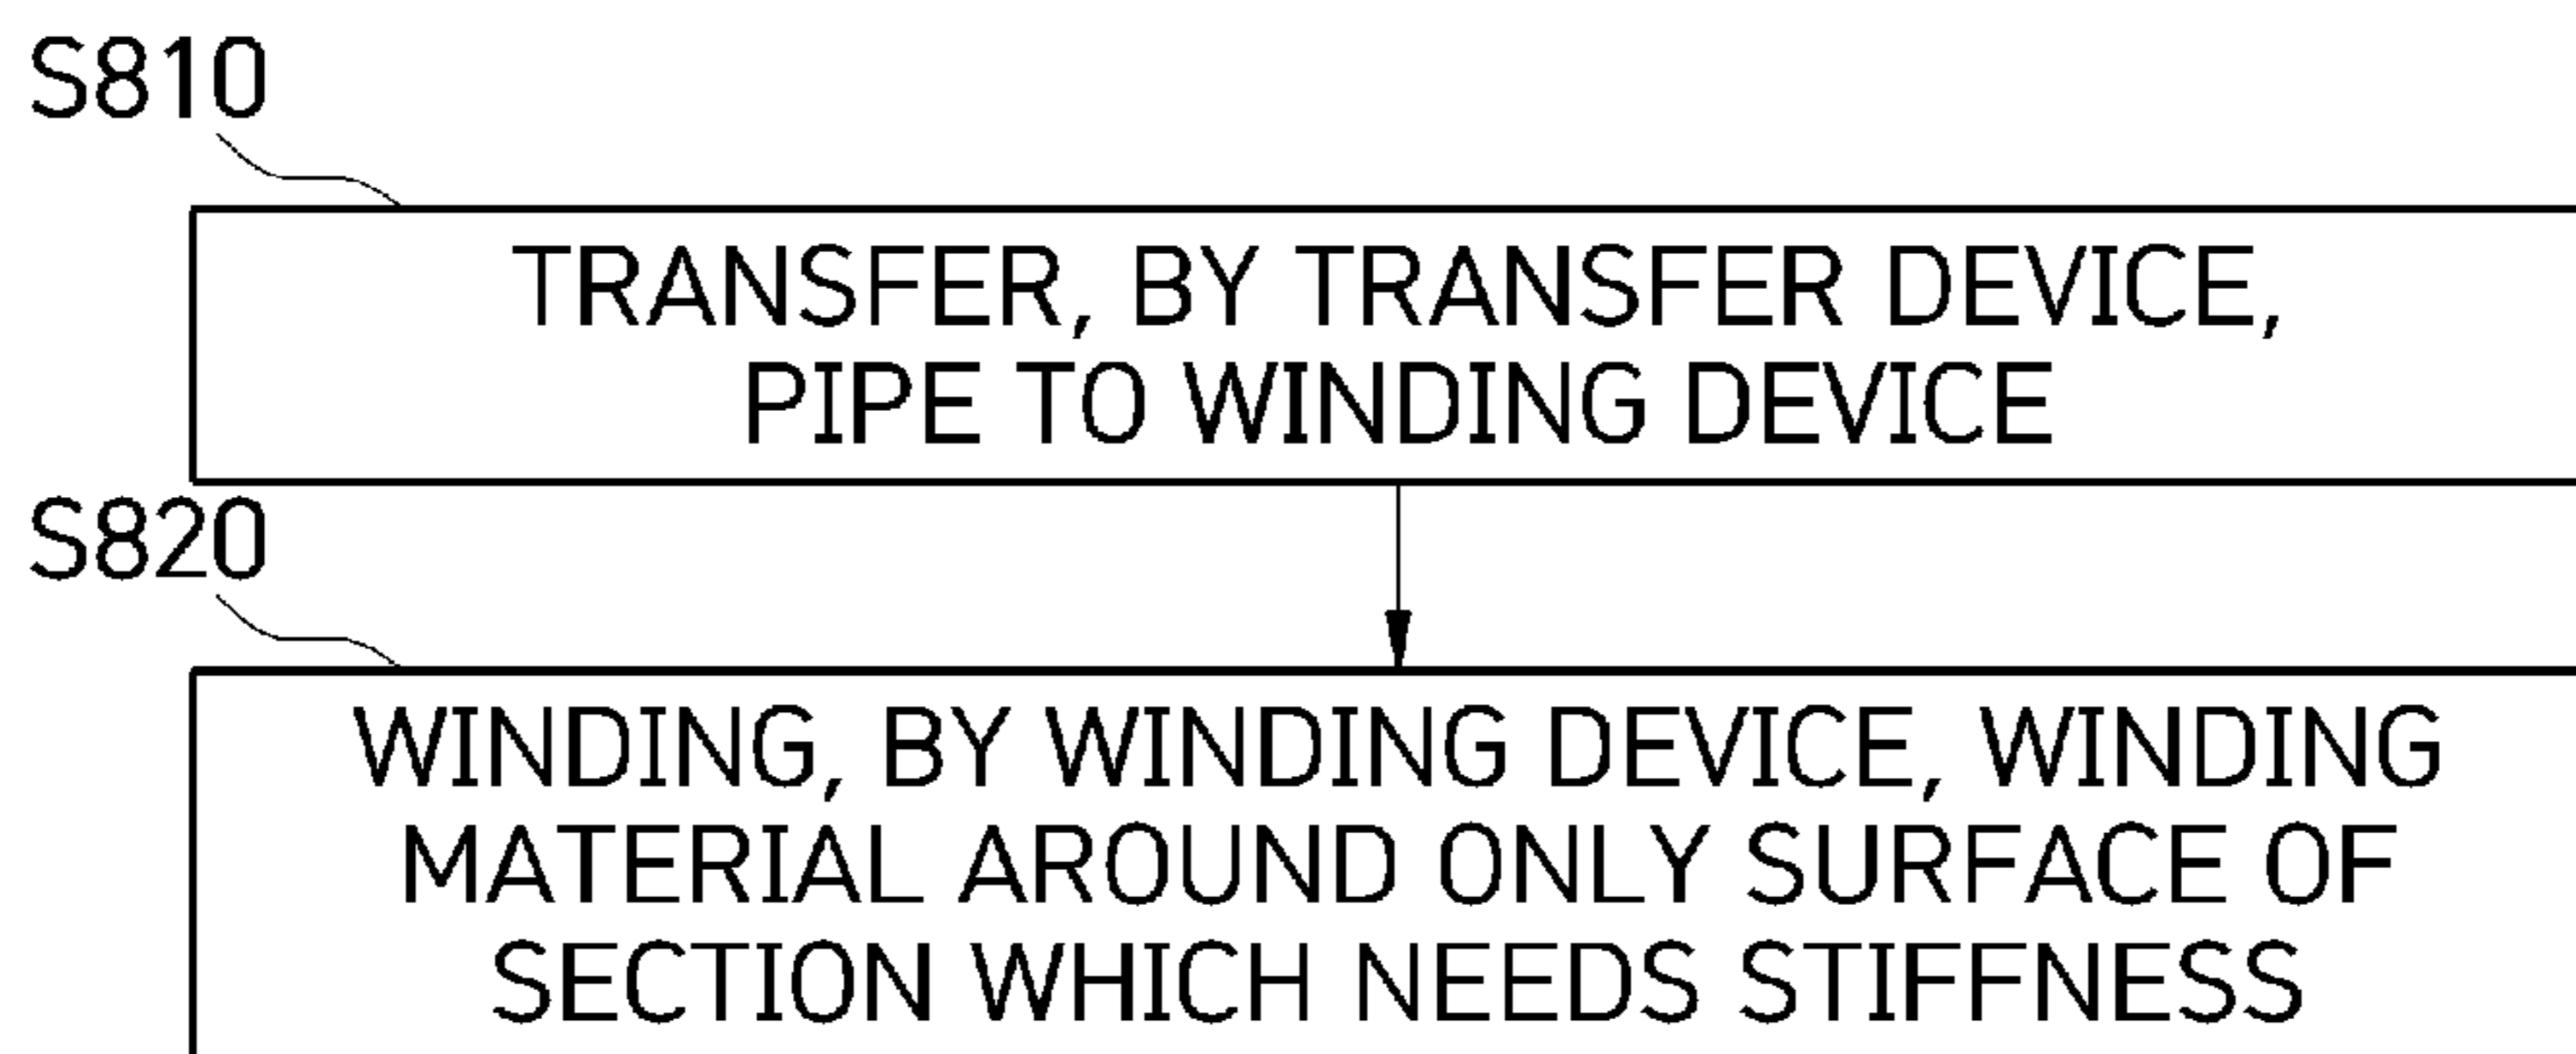 S810
TRANSFER, BY TRANSFER DEVICE,
PIPE TO WINDING DEVICE
S820
WINDING, BY WINDING DEVICE, WINDING
MATERIAL AROUND ONLY SURFACE OF
SECTION WHICH NEEDS STIFFNESS